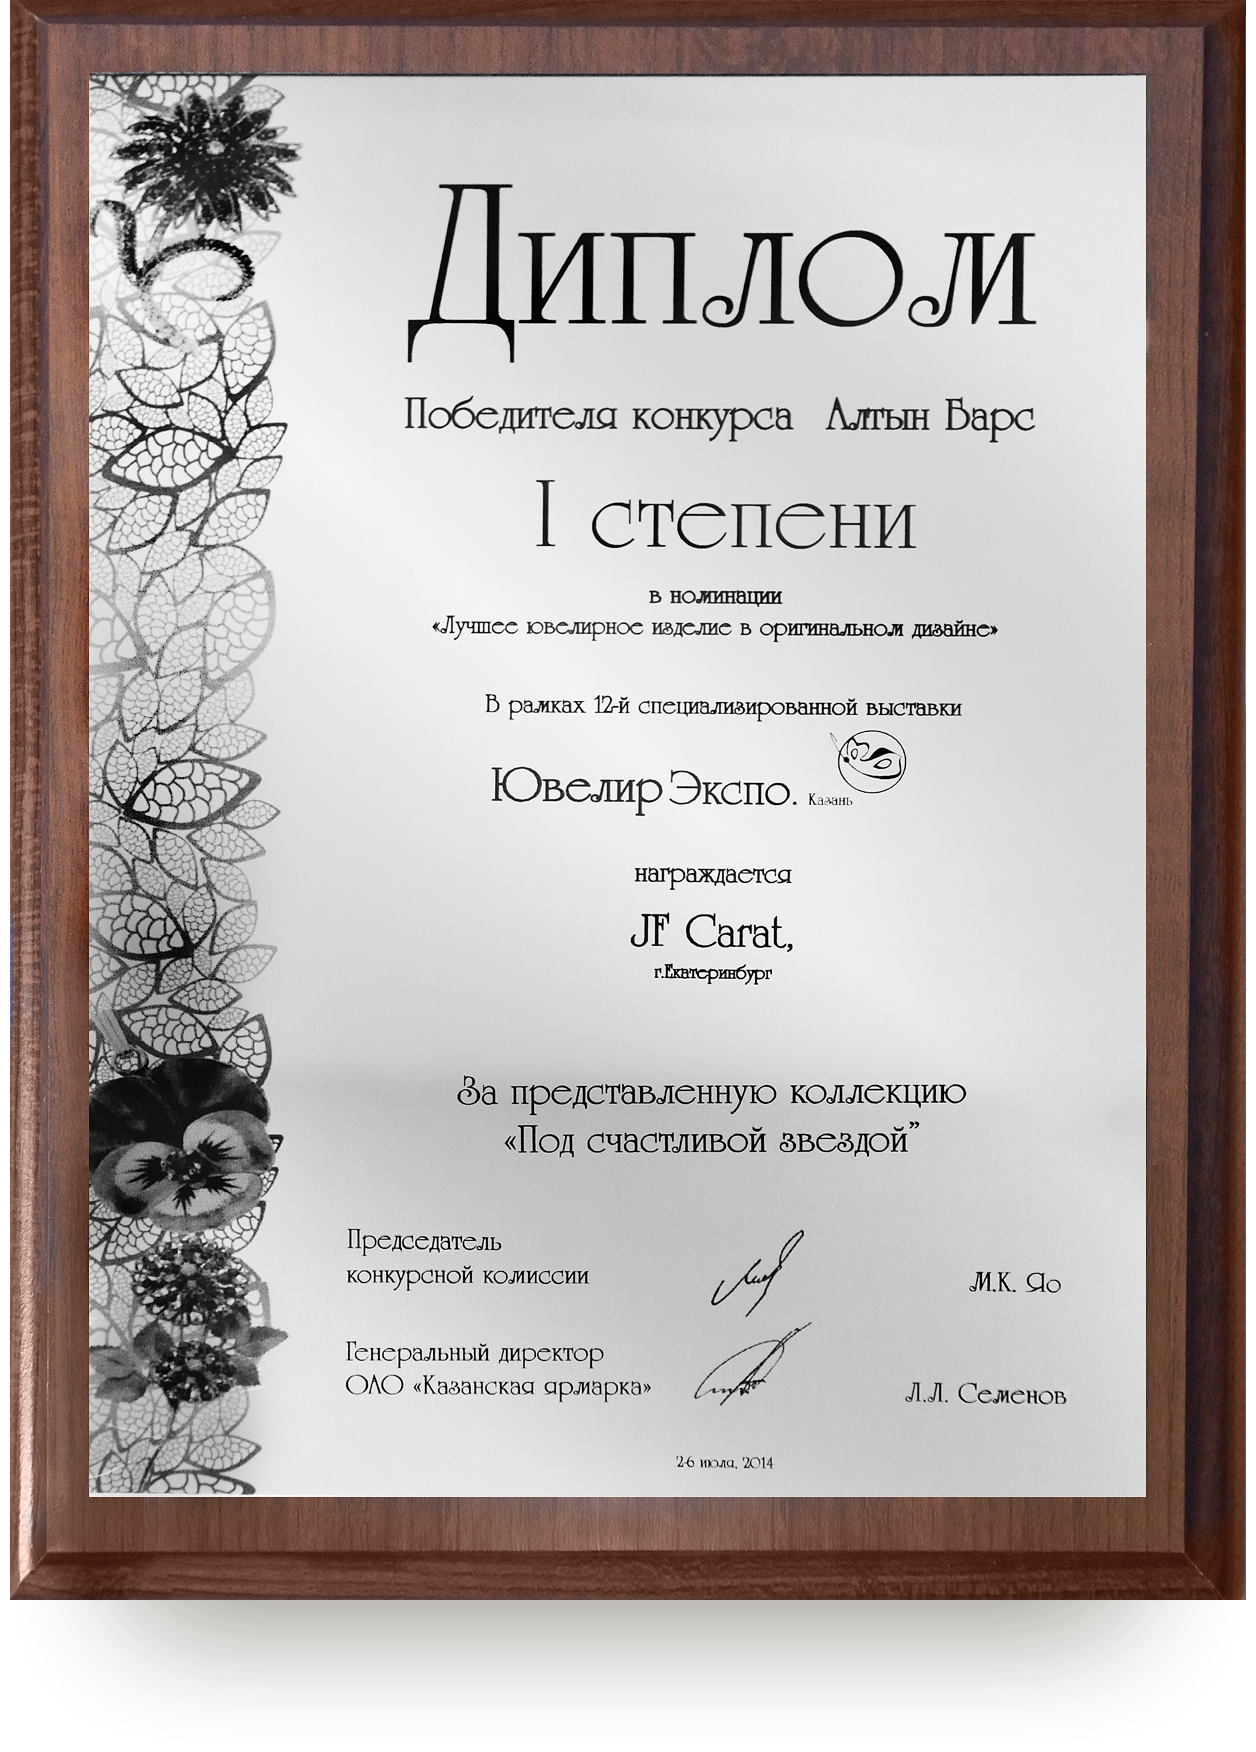 Диплом
Победителя конкурса Алтын Барс
I степени
в номинации
«Лучшее ювелирное изделие в оригинальном дизайне»
В рамках 12-й специализированной выставки
Ювелир Экспо. Казань
награждается
JF Carat,
г.Екатеринбург
За представленную коллекцию
«Под счастливой звездой”
Председатель
конкурсной комиссии
М.К. Яо
Генеральный директор
ОАО «Казанская ярмарка»
Л.Л. Семенов
2-6 июля, 2014